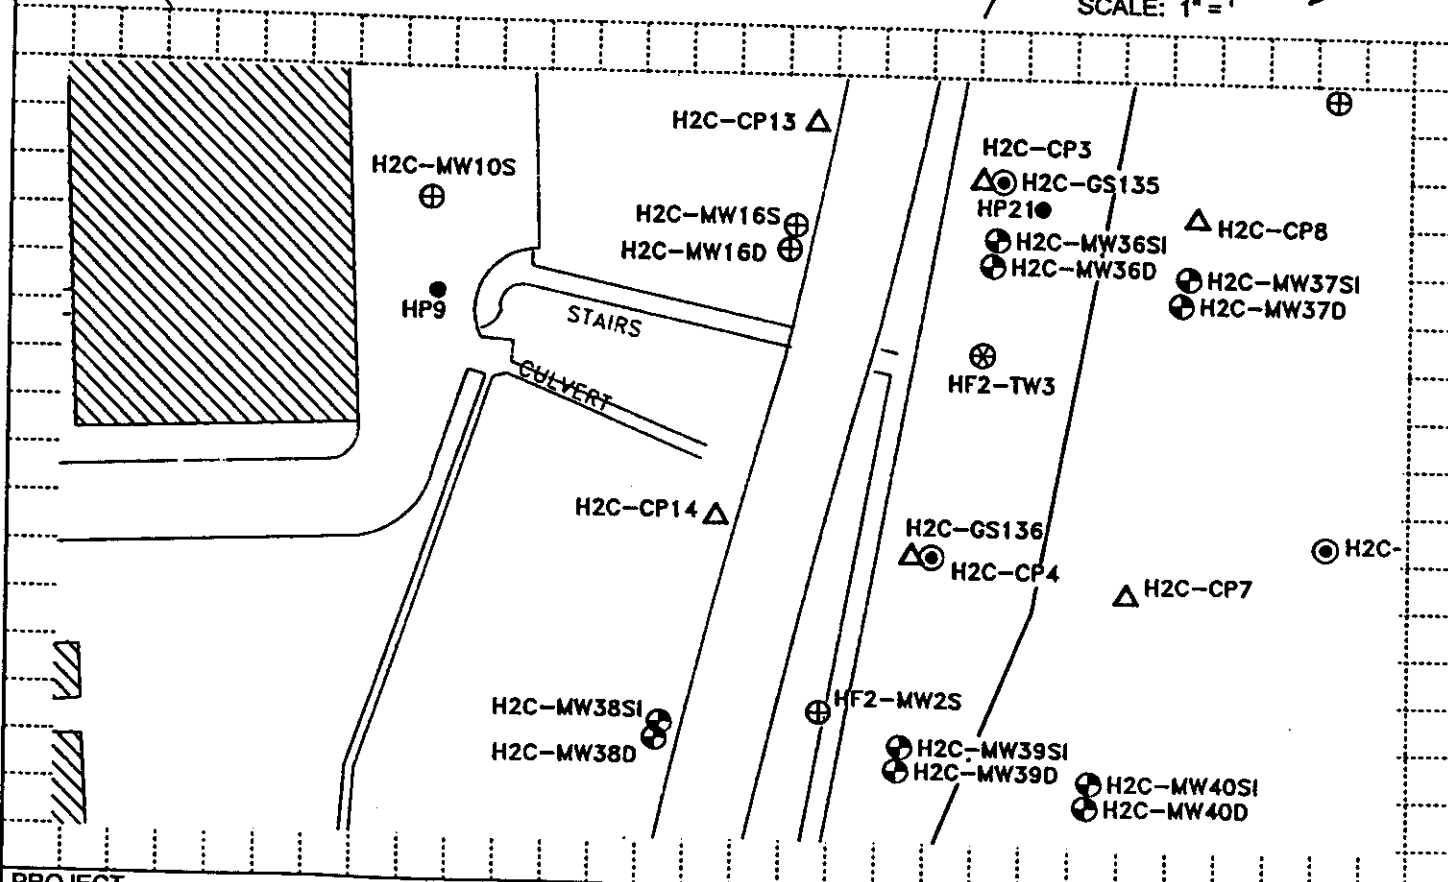 SCALE: 1" = '
H2C-CP13
H2C-CP3
H2C-MW10S
H2C-GS135
HP21
H2C-MW16S
H2C-CP8
H2C-MW16D
H2C-MW36SI
H2C-MW36D
H2C-MW37SI
HP9
H2C-MW37D
STAIRS
CULVERT
HF2-TW3
H2C-CP14
H2C-GS136
H2C-
H2C-CP4
H2C-CP7
HF2-MW2S
H2C-MW38SI
H2C-MW38D
H2C-MW39SI
H2C-MW39D
H2C-MW40SI
H2C-MW40D
PROJECT